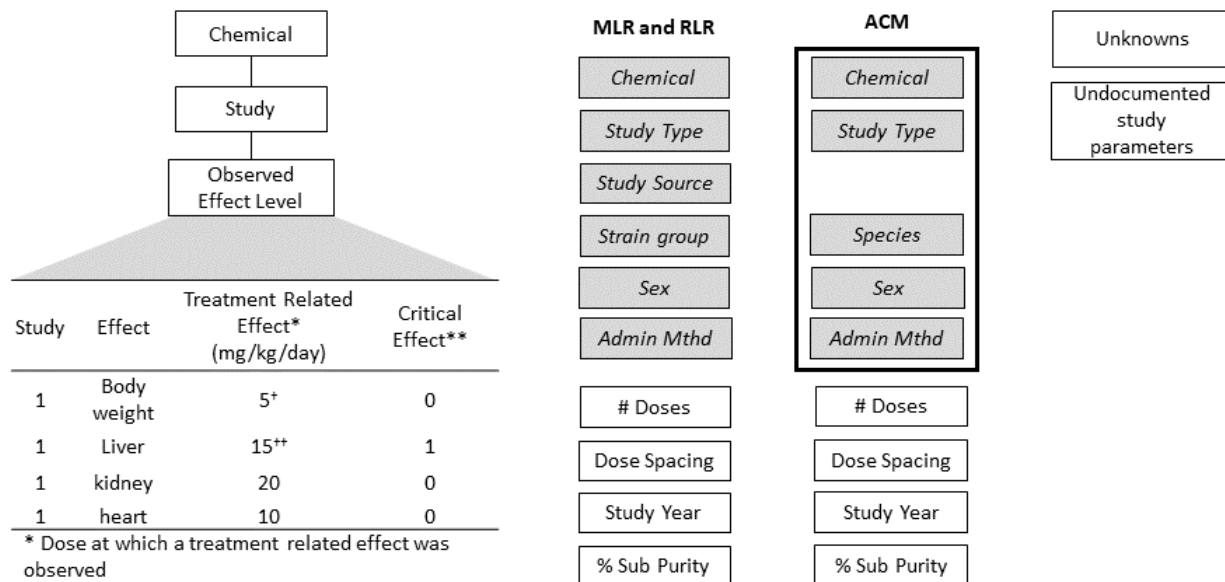 Chemical
Study
Observed
Effect Level
Study Effect Treatment Related Effect* (mg/kg/day) Critical Effect**
1 Body weight 5⁺ 0
1 Liver 15⁺⁺ 1
1 kidney 20 0
1 heart 10 0
* Dose at which a treatment related effect was
observed
MLR and RLR
Chemical
Study Type
Study Source
Strain group
Sex
Admin Mthd
# Doses
Dose Spacing
Study Year
% Sub Purity
ACM
Chemical
Study Type
Species
Sex
Admin Mthd
# Doses
Dose Spacing
Study Year
% Sub Purity
Unknowns
Undocumented
study
parameters